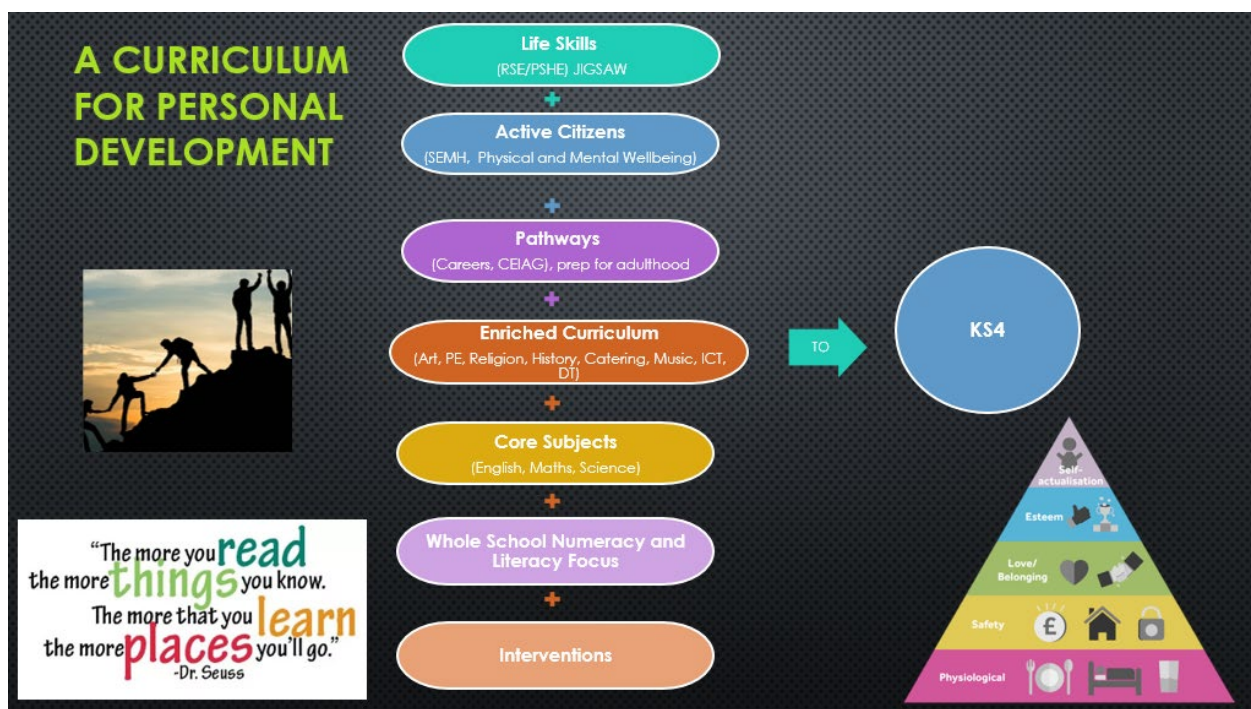 A CURRICULUM
FOR PERSONAL
DEVELOPMENT
Life Skills
(RSE/PSHE) JIGSAW
Active Citizens
(SEMH, Physical and Mental Wellbeing)
Pathways
(Careers, CEIAG), prep for adulthood
Enriched Curriculum
(Art, PE, Religion, History, Catering, Music, ICT,
DT)
Core Subjects
(English, Maths, Science)
Whole School Numeracy and
Literacy Focus
Interventions
TO
KS4
“The more you read
the more things you know.
The more that you learn
the more places you'll go.”
-Dr. Seuss
Self-
actualisation
Esteem
Love/
Belonging
Safety
£
Physiological